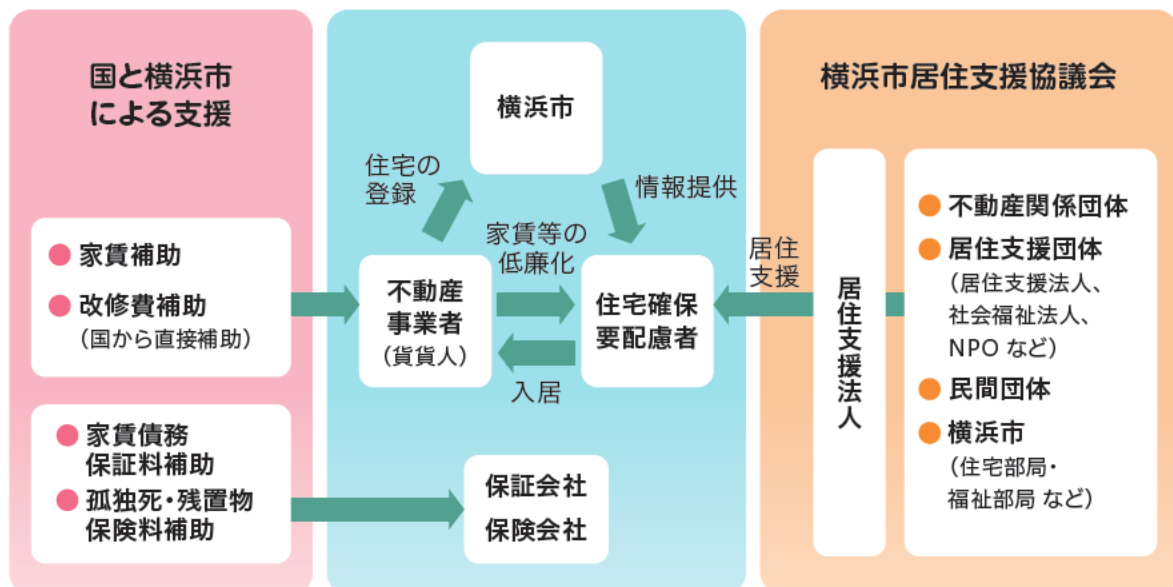 国と横浜市
による支援
家賃補助
改修費補助
（国から直接補助）
家賃債務
保証料補助
孤独死・残置物
保険料補助
横浜市
住宅の
登録
情報提供
家賃等の
低廉化
不動産
事業者
（貸貸人）
住宅確保
要配慮者
入居
保証会社
保険会社
居住
支援
横浜市居住支援協議会
居住支援法人
不動産関係団体
居住支援団体
（居住支援法人、
社会福祉法人、
NPO など）
民間団体
横浜市
（住宅部局・
福祉部局 など）